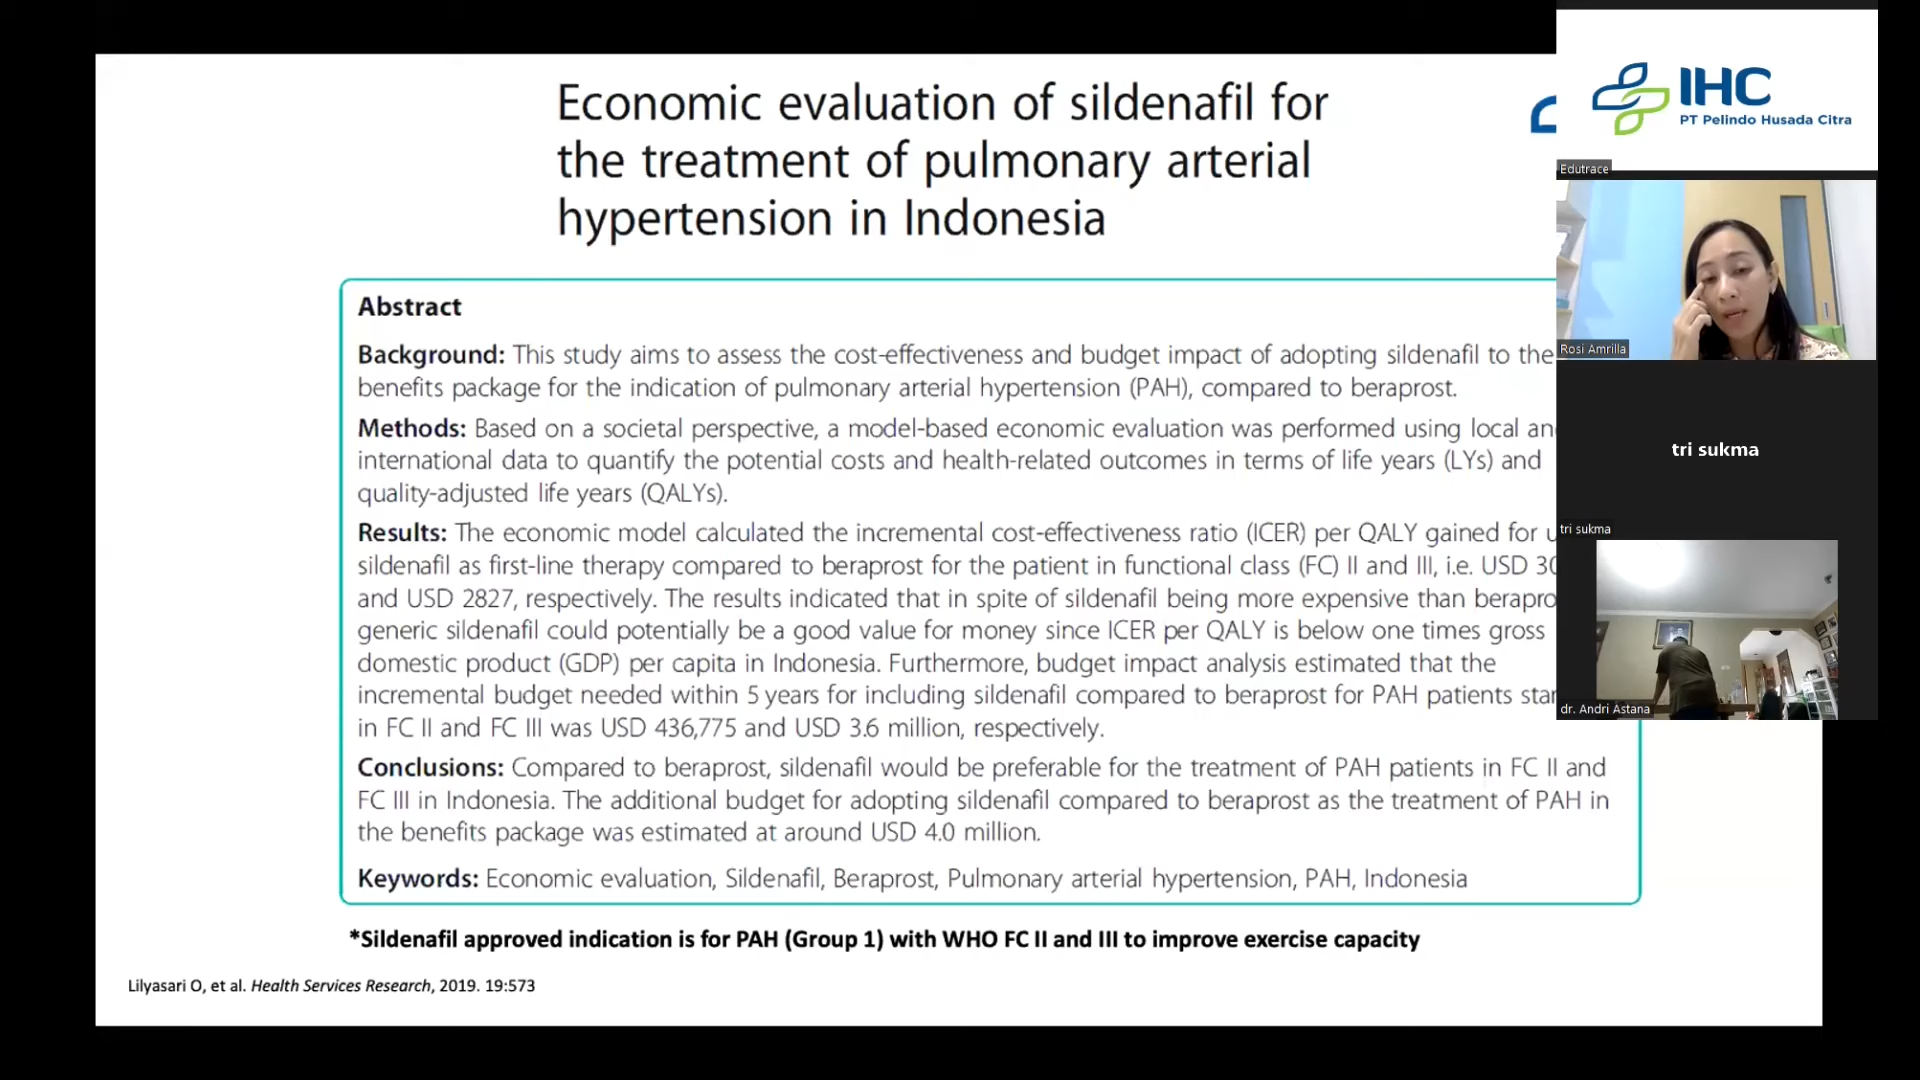 Economic evaluation of sildenafil for
the treatment of pulmonary arterial
hypertension in Indonesia
Abstract
Background: This study aims to assess the cost-effectiveness and budget impact of adopting sildenafil to the
benefits package for the indication of pulmonary arterial hypertension (PAH), compared to beraprost.
Methods: Based on a societal perspective, a model-based economic evaluation was performed using local an
international data to quantify the potential costs and health-related outcomes in terms of life years (LYs) and
quality-adjusted life years (QALYs).
Results: The economic model calculated the incremental cost-effectiveness ratio (ICER) per QALY gained for u
sildenafil as first-line therapy compared to beraprost for the patient in functional class (FC) II and III, i.e. USD 30
and USD 2827, respectively. The results indicated that in spite of sildenafil being more expensive than berapro
generic sildenafil could potentially be a good value for money since ICER per QALY is below one times gross
domestic product (GDP) per capita in Indonesia. Furthermore, budget impact analysis estimated that the
incremental budget needed within 5 years for including sildenafil compared to beraprost for PAH patients star
in FC II and FC III was USD 436,775 and USD 3.6 million, respectively.
Conclusions: Compared to beraprost, sildenafil would be preferable for the treatment of PAH patients in FC II and
FC III in Indonesia. The additional budget for adopting sildenafil compared to beraprost as the treatment of PAH in
the benefits package was estimated at around USD 4.0 million.
Keywords: Economic evaluation, Sildenafil, Beraprost, Pulmonary arterial hypertension, PAH, Indonesia
*Sildenafil approved indication is for PAH (Group 1) with WHO FC II and III to improve exercise capacity
Lilyasari O, et al. Health Services Research, 2019. 19:573
IHC
PT Pelindo Husada Citra
Edutrace
Rosi Amrilla
tri sukma
tri sukma
dr. Andri Astana